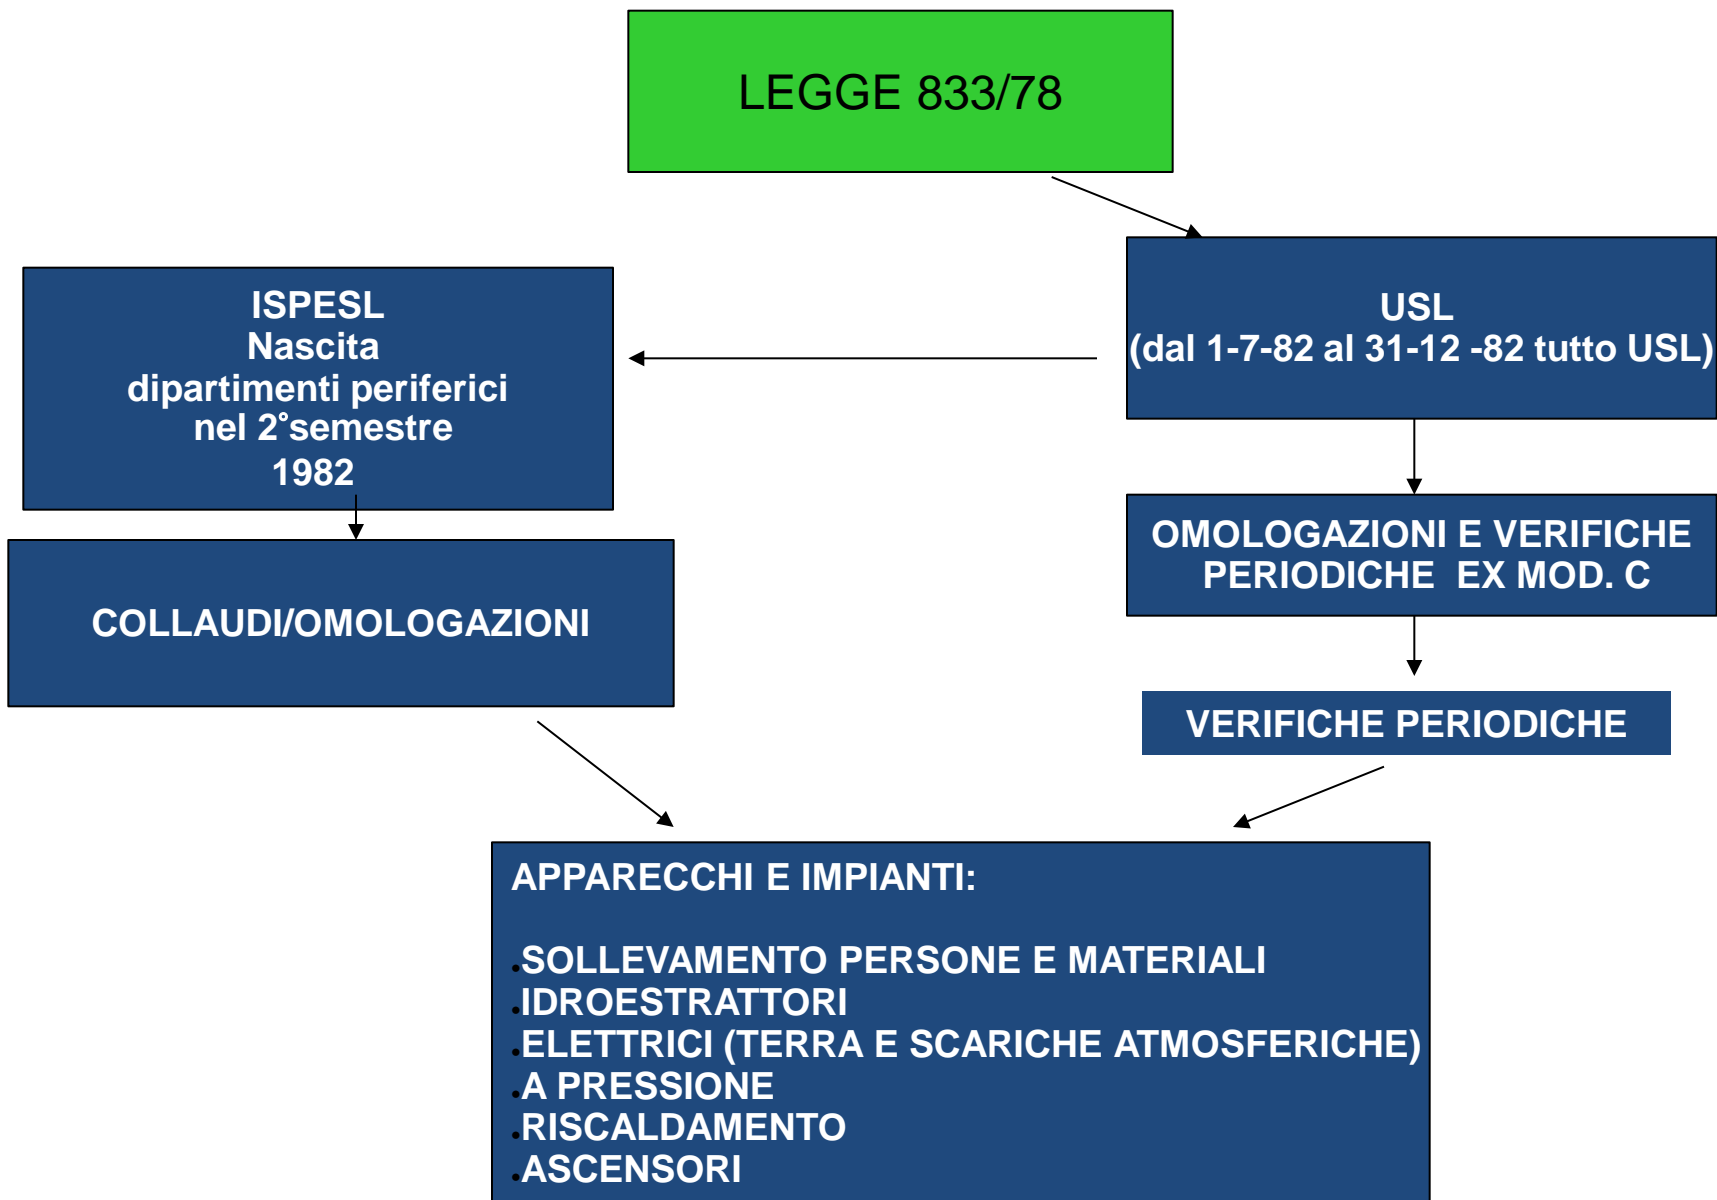 LEGGE 833/78
ISPESL
Nascita
dipartimenti periferici
nel 2°semestre
1982
USL
(dal 1-7-82 al 31-12 -82 tutto USL)
COLLAUDI/OMOLOGAZIONI
OMOLOGAZIONI E VERIFICHE
PERIODICHE EX MOD. C
VERIFICHE PERIODICHE
APPARECCHI E IMPIANTI:
•SOLLEVAMENTO PERSONE E MATERIALI
•IDROESTRATTORI
•ELETTRICI (TERRA E SCARICHE ATMOSFERICHE)
•A PRESSIONE
•RISCALDAMENTO
•ASCENSORI